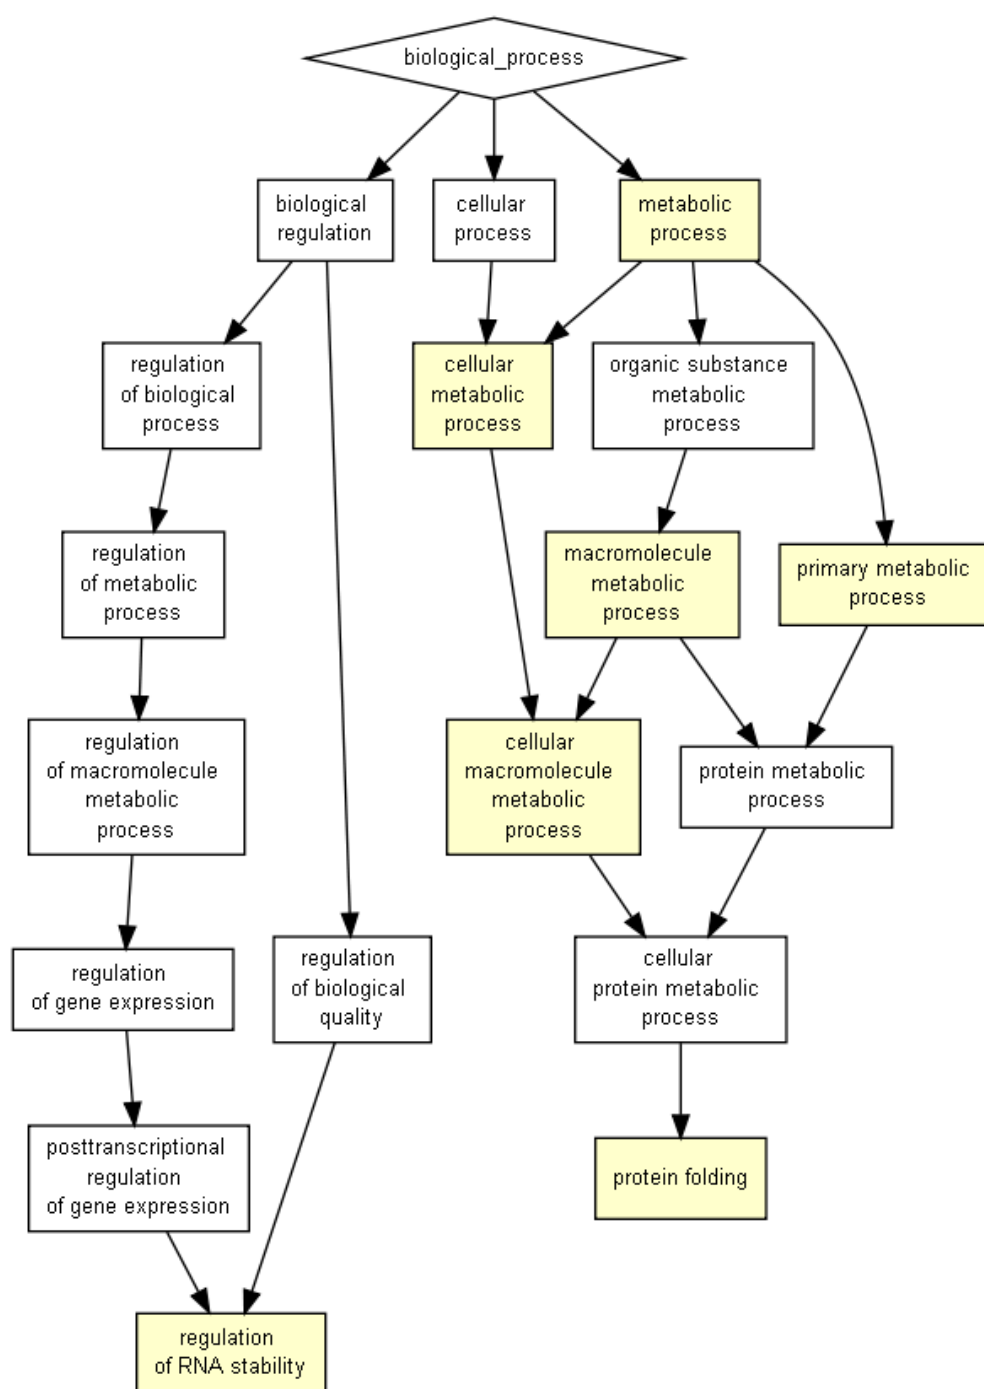 biological_process
biological
regulation
cellular
process
metabolic
process
regulation
of biological
process
cellular
metabolic
process
organic substance
metabolic
process
regulation
of metabolic
process
macromolecule
metabolic
process
primary metabolic
process
regulation
of macromolecule
metabolic
process
cellular
macromolecule
metabolic
process
protein metabolic
process
regulation
of gene expression
regulation
of biological
quality
cellular
protein metabolic
process
posttranscriptional
regulation
of gene expression
protein folding
regulation
of RNA stability